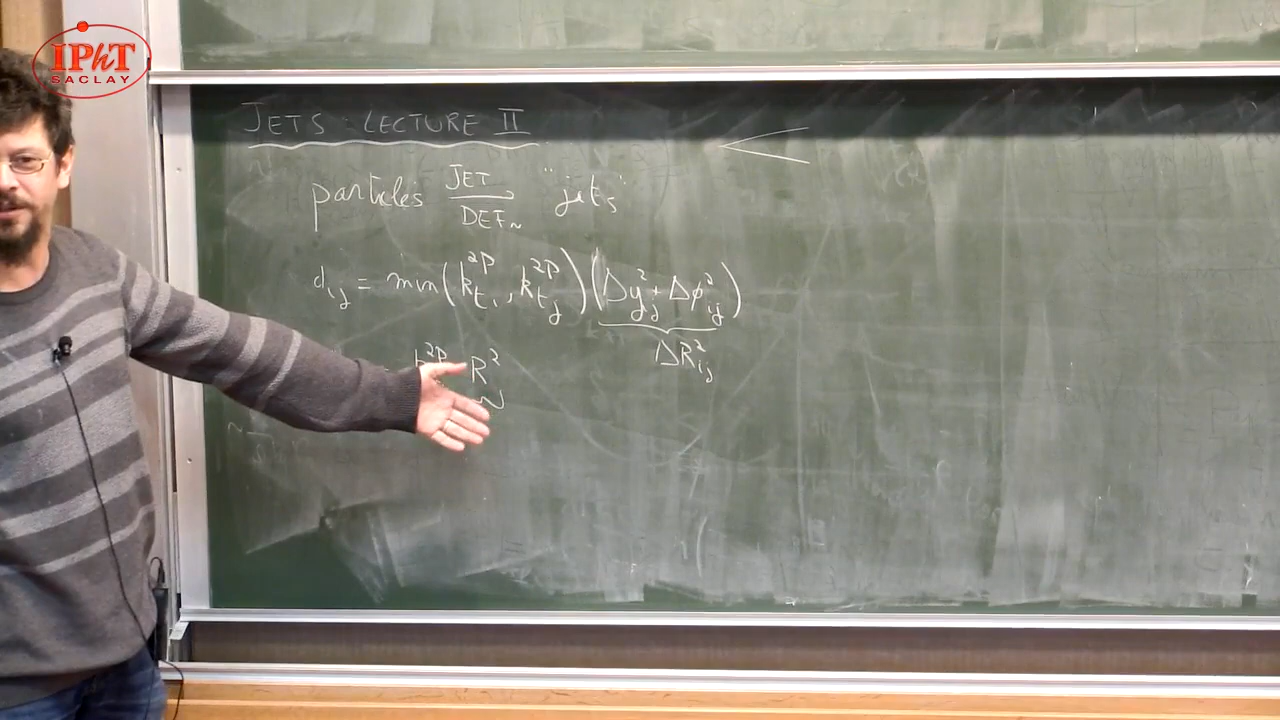 IPhT
SACLAY
JETS LECTURE II
particles JET DEF~ "jets"
d_ij = min(k_ti^2p, k_tj^2p)(Δy_ij^2 + Δφ_ij^2)
ΔR_ij^2
k^2p R^2